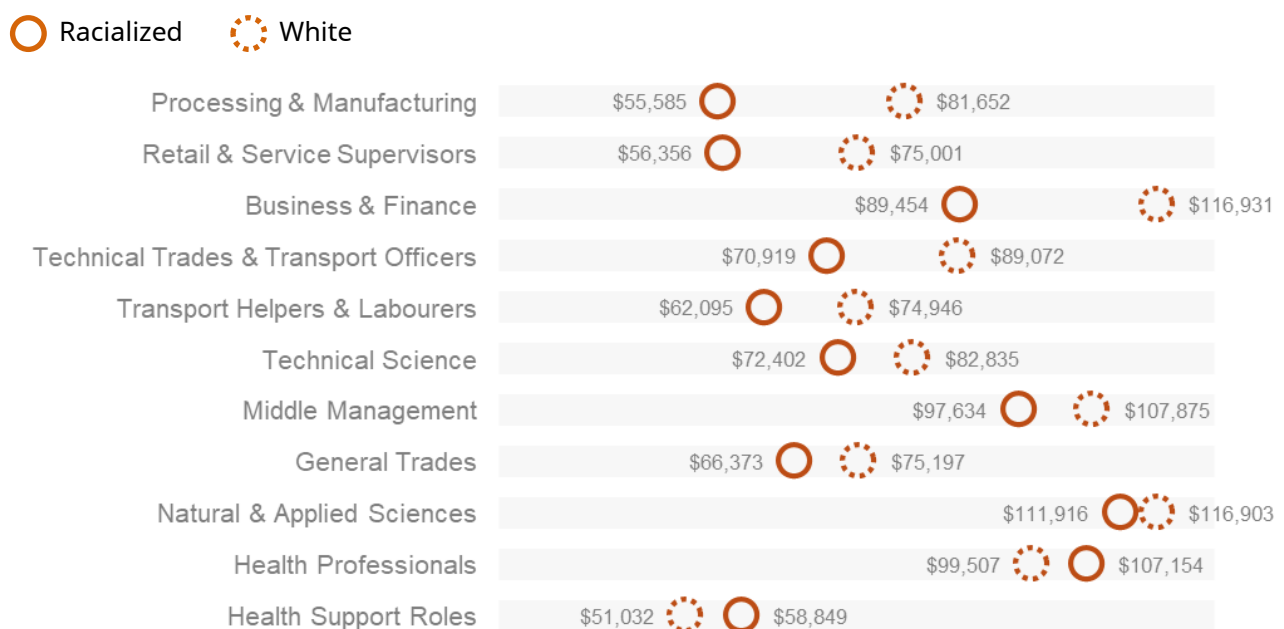 Racialized White
Processing & Manufacturing $55,585 $81,652
Retail & Service Supervisors $56,356 $75,001
Business & Finance $89,454 $116,931
Technical Trades & Transport Officers $70,919 $89,072
Transport Helpers & Labourers $62,095 $74,946
Technical Science $72,402 $82,835
Middle Management $97,634 $107,875
General Trades $66,373 $75,197
Natural & Applied Sciences $111,916 $116,903
Health Professionals $99,507 $107,154
Health Support Roles $51,032 $58,849